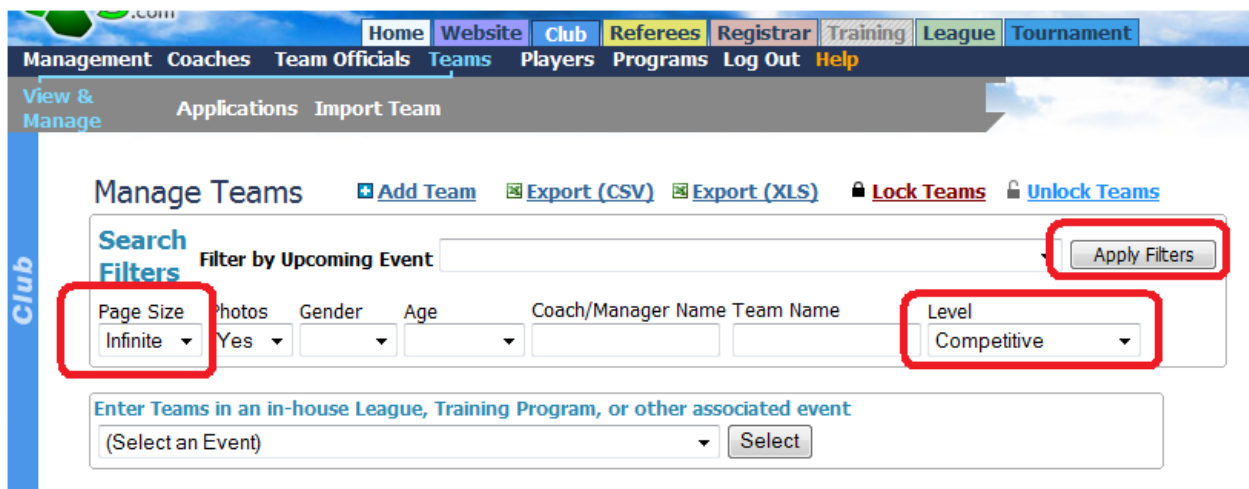 .com
Home Website Club Referees Registrar Training League Tournament
Management Coaches Team Officials Teams Players Programs Log Out Help
View & Manage Applications Import Team
Manage Teams Add Team Export (CSV) Export (XLS) Lock Teams Unlock Teams
Search Filters Filter by Upcoming Event Apply Filters
Page Size Photos Gender Age Coach/Manager Name Team Name Level
Infinite Yes Competitive
Club
Enter Teams in an in-house League, Training Program, or other associated event
(Select an Event) Select